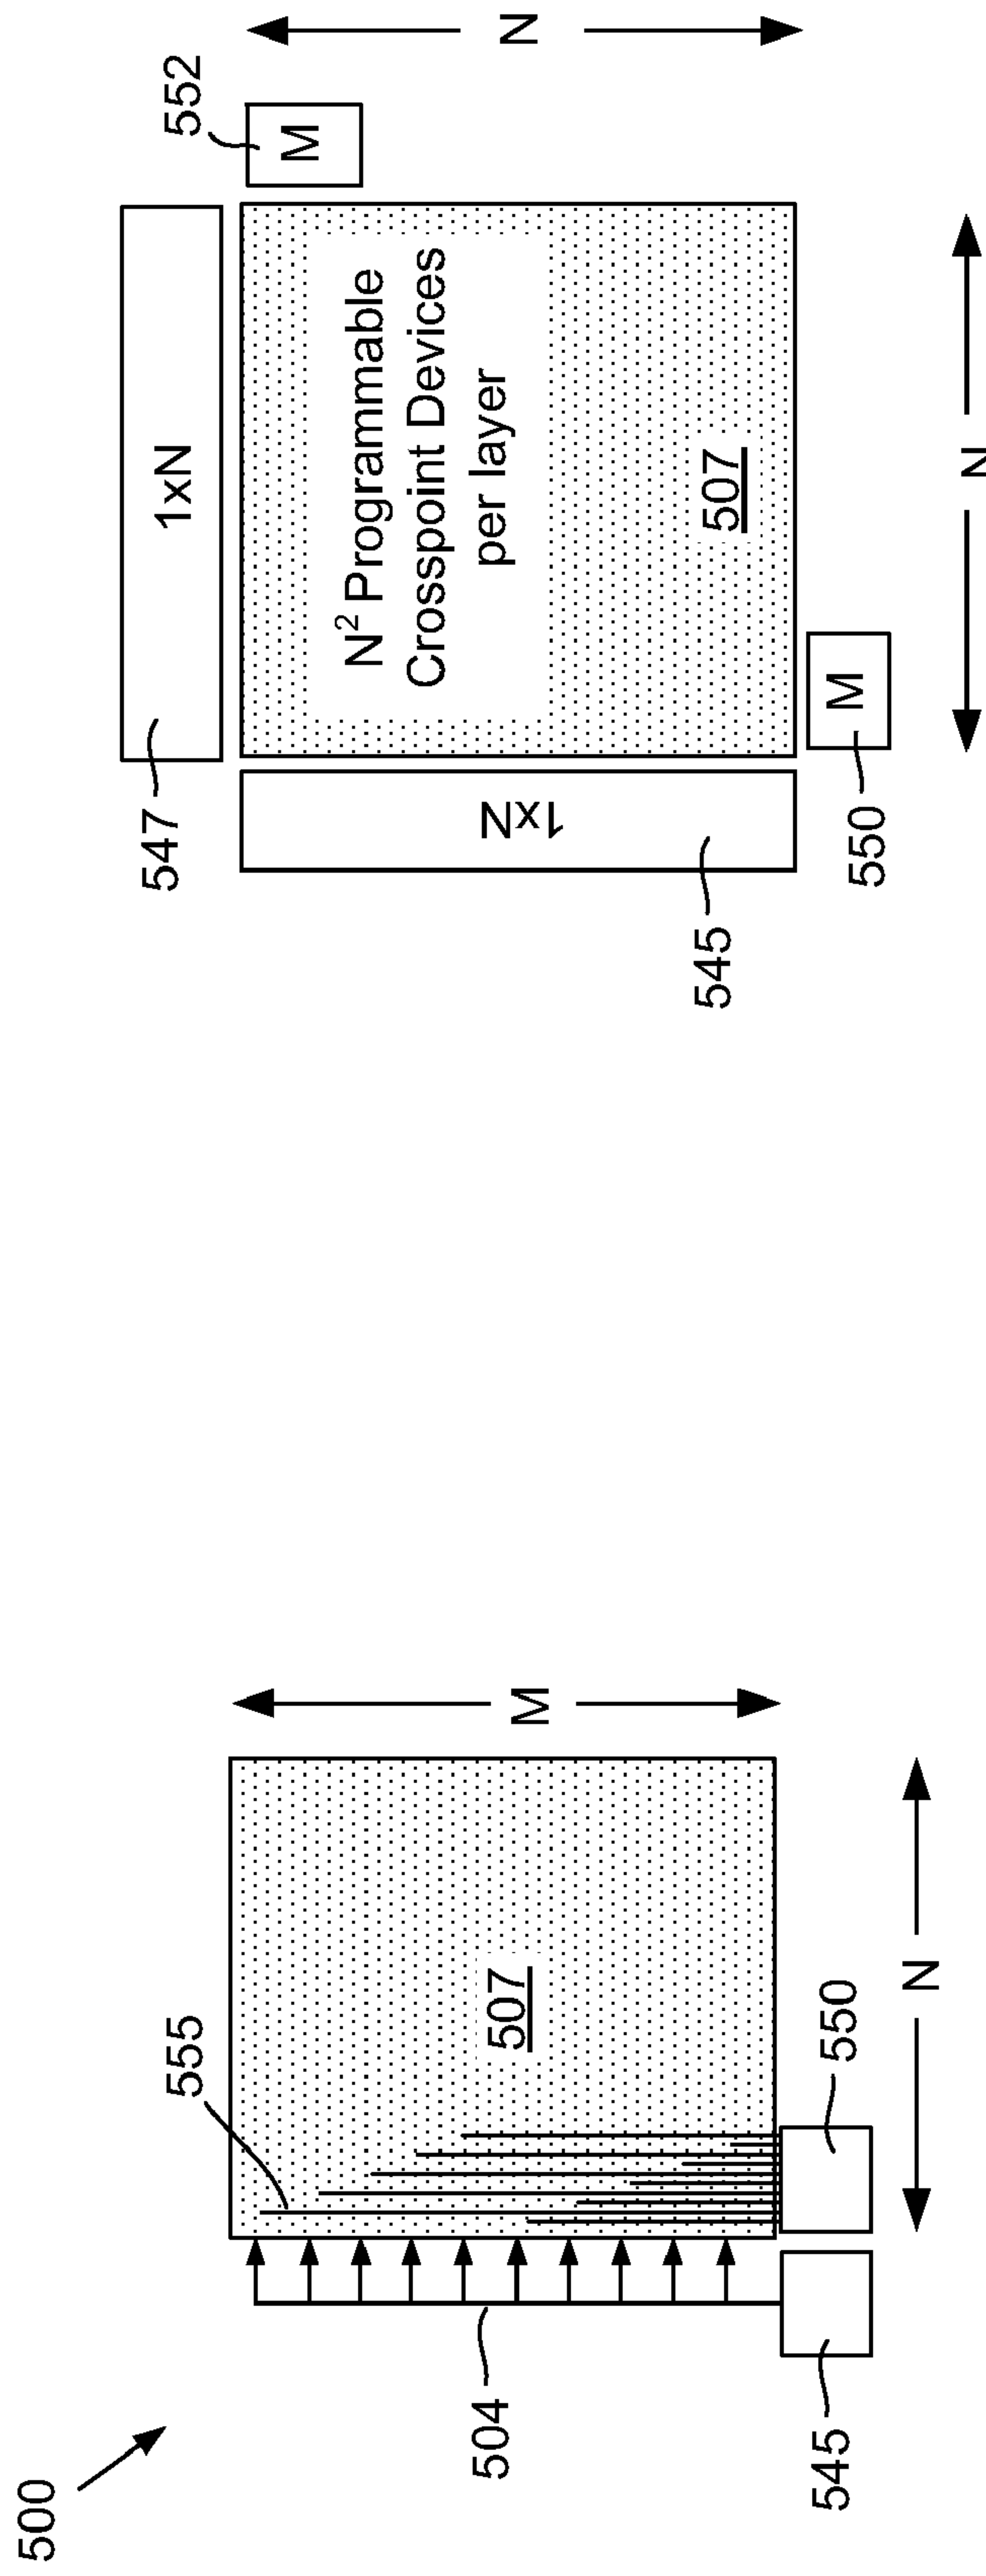 500
555
504
507
M
545
550
N
547
1xN
552
M
N² Programmable
Crosspoint Devices
per layer
N
1xN
507
545
550
M
N